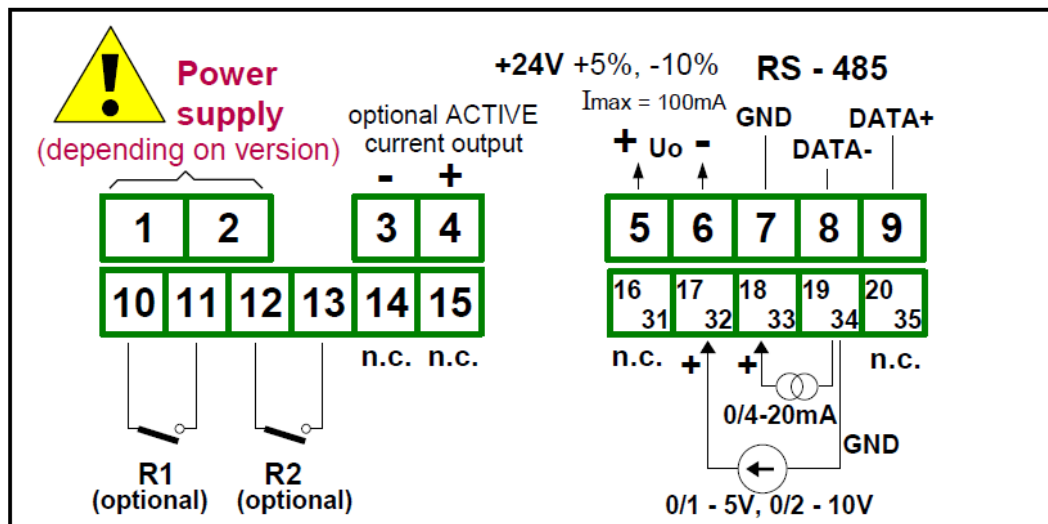 !
Power
supply
(depending on version)
optional ACTIVE
current output
- +
+24V +5%, -10%
Imax = 100mA
+ Uo -
RS - 485
GND
DATA-
DATA+
1 2 3 4 5 6 7 8 9
10 11 12 13 14 15
16 17 18 19 20
31 32 33 34 35
n.c. n.c.
n.c. + + n.c.
0/4-20mA
GND
R1
(optional)
R2
(optional)
0/1 - 5V, 0/2 - 10V